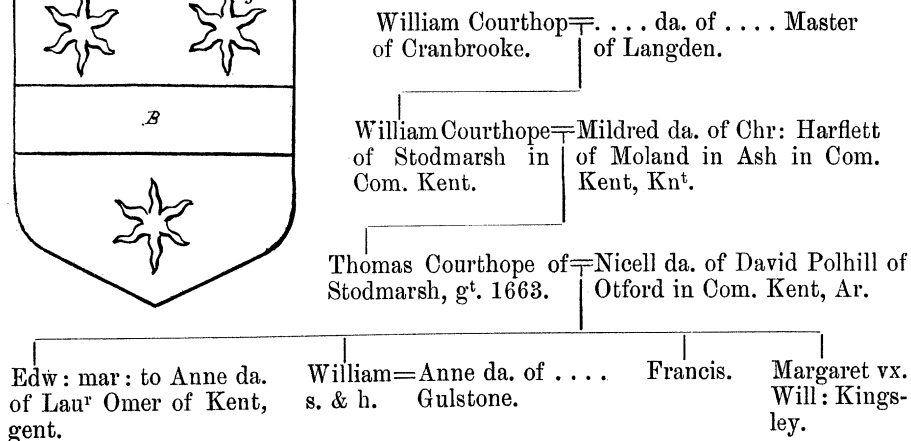 William Courthop=. . . . da. of . . . . Master
of Cranbrooke. of Langden.
B
William Courthope=Mildred da. of Chr: Harflett
of Stodmarsh in of Moland in Ash in Com.
Com. Kent. Kent, Knᵗ.
Thomas Courthope of=Nicell da. of David Polhill of
Stodmarsh, gᵗ. 1663. Otford in Com. Kent, Ar.
Edw: mar: to Anne da.
of Lauʳ Omer of Kent,
gent.
William=Anne da. of . . . .
s. & h. Gulstone.
Francis.
Margaret vx.
Will: Kings-
ley.